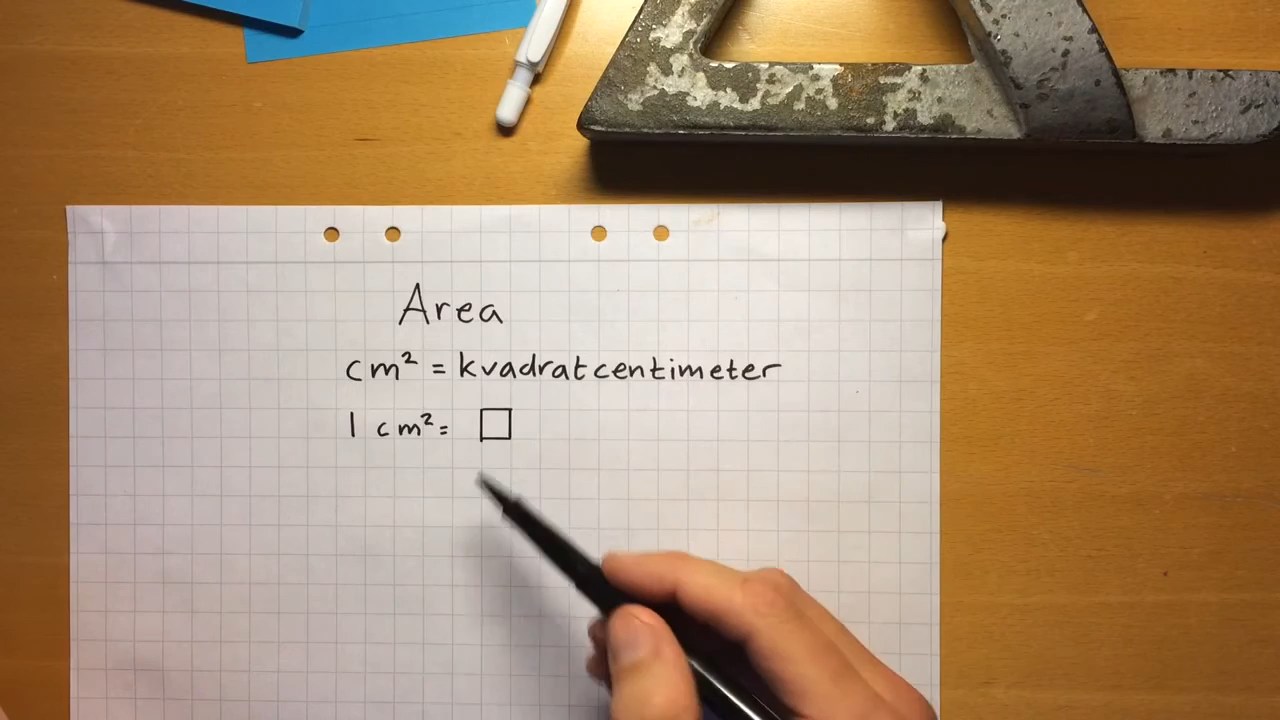 Area
cm² = kvadratcentimeter
1 cm² = □